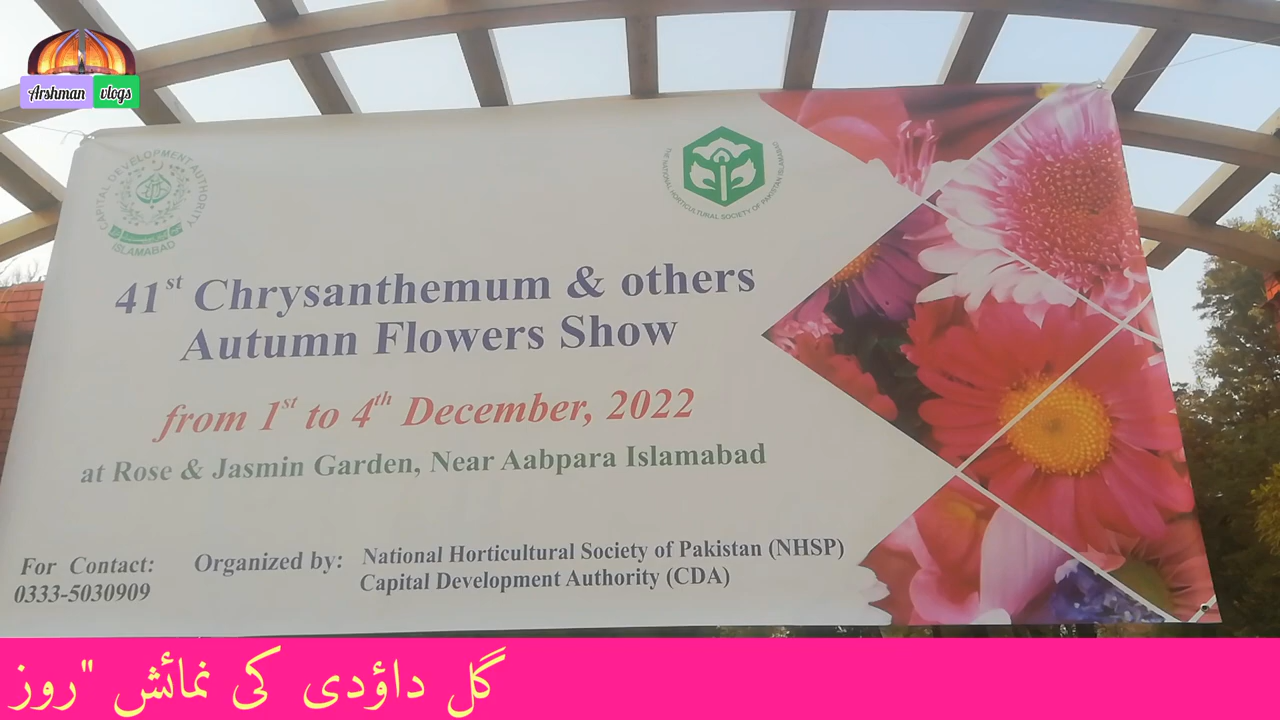 Arshman vlogs
CAPITAL DEVELOPMENT AUTHORITY
ISLAMABAD
THE NATIONAL HORTICULTURAL SOCIETY OF PAKISTAN ISLAMABAD
41st Chrysanthemum & others
Autumn Flowers Show
from 1st to 4th December, 2022
at Rose & Jasmin Garden, Near Aabpara Islamabad
For Contact:
0333-5030909
Organized by: National Horticultural Society of Pakistan (NHSP)
Capital Development Authority (CDA)
گل داؤدی کی نمائش "روز